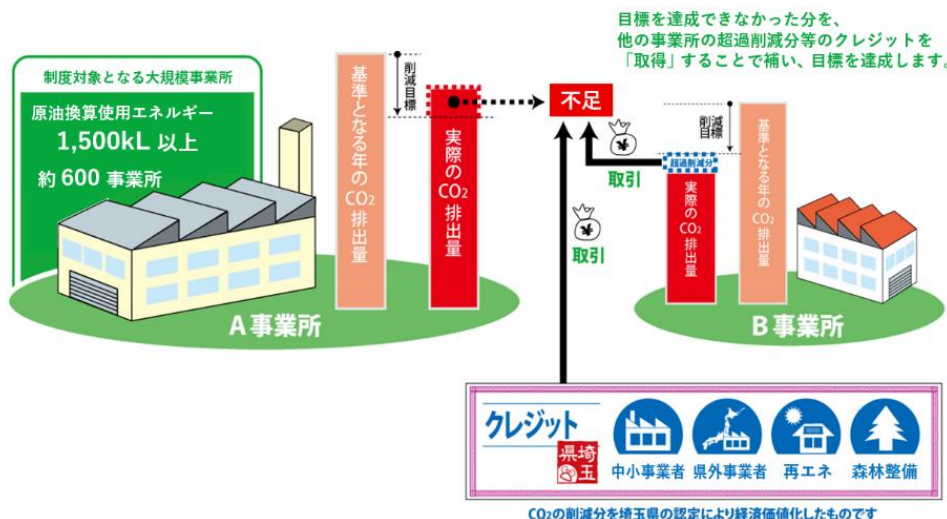 目標を達成できなかった分を、
他の事業所の超過削減分等のクレジットを
「取得」することで補い、目標を達成します。
制度対象となる大規模事業所
原油換算使用エネルギー
1,500kL 以上
約600 事業所
基準となる年のCO₂排出量
削減目標
実際のCO₂排出量
不足
取引
取引
超過削減分
実際のCO₂排出量
削減
目標
基準となる年のCO₂排出量
A事業所
B事業所
クレジット
埼玉県
中小事業者
県外事業者
再エネ
森林整備
CO₂の削減分を埼玉県の認定により経済価値化したものです